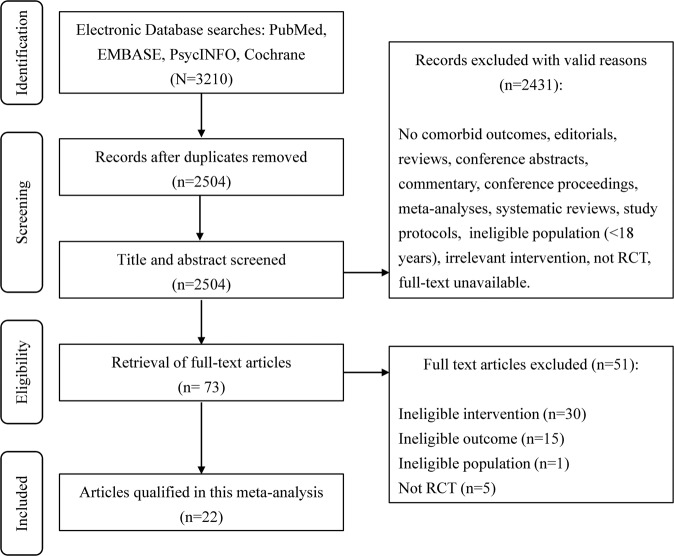 Identification
Electronic Database searches: PubMed,
EMBASE, PsycINFO, Cochrane
(N=3210)
Records excluded with valid reasons
(n=2431):
No comorbid outcomes, editorials,
reviews, conference abstracts,
commentary, conference proceedings,
meta-analyses, systematic reviews, study
protocols, ineligible population (<18
years), irrelevant intervention, not RCT,
full-text unavailable.
Screening
Records after duplicates removed
(n=2504)
Title and abstract screened
(n=2504)
Eligibility
Retrieval of full-text articles
(n= 73)
Full text articles excluded (n=51):
Ineligible intervention (n=30)
Ineligible outcome (n=15)
Ineligible population (n=1)
Not RCT (n=5)
Included
Articles qualified in this meta-analysis
(n=22)